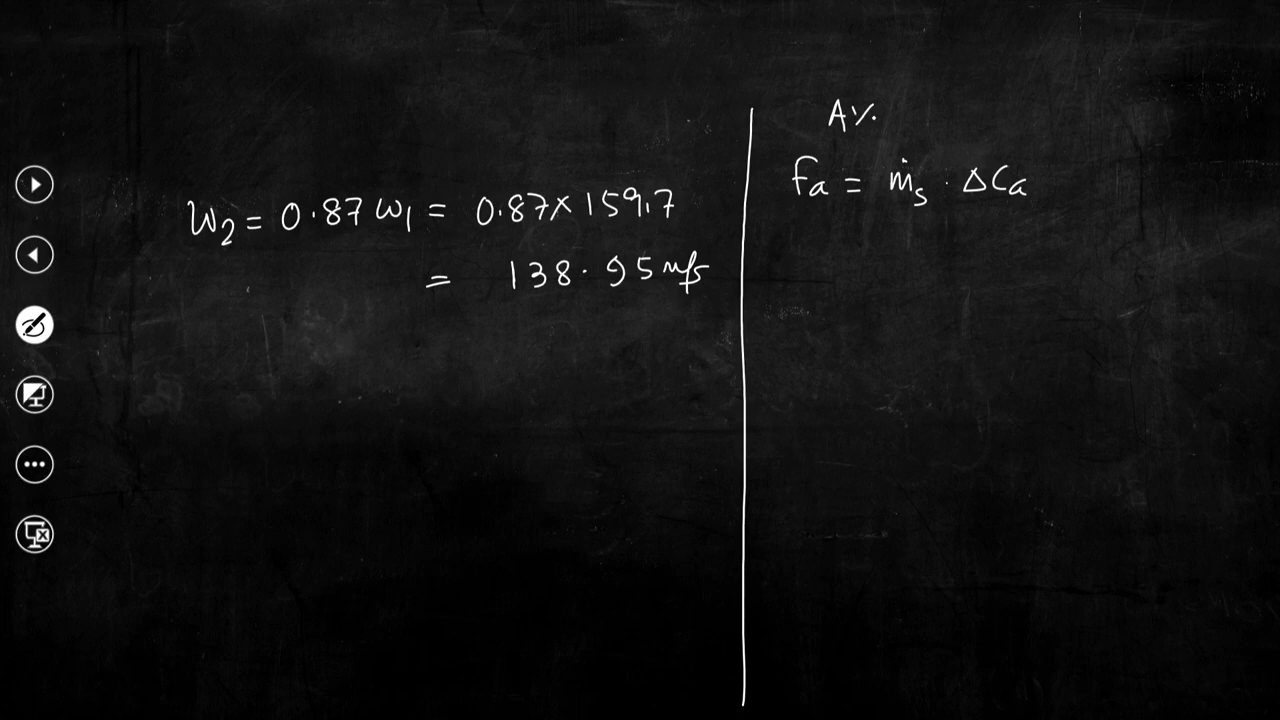 W₂ = 0.87 W₁ = 0.87 × 159.7
= 138.95 m/s
A%.
Fa = ṁₛ · ΔCa